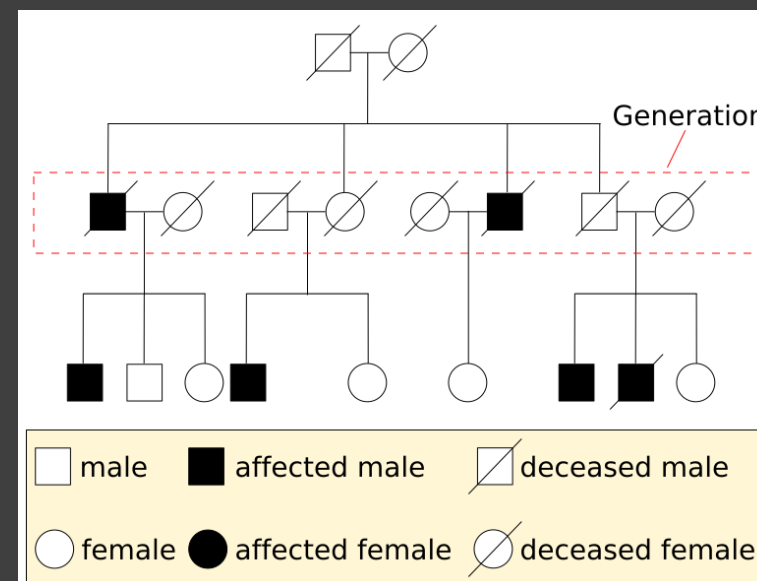 Generation
male
affected male
deceased male
female
affected female
deceased female